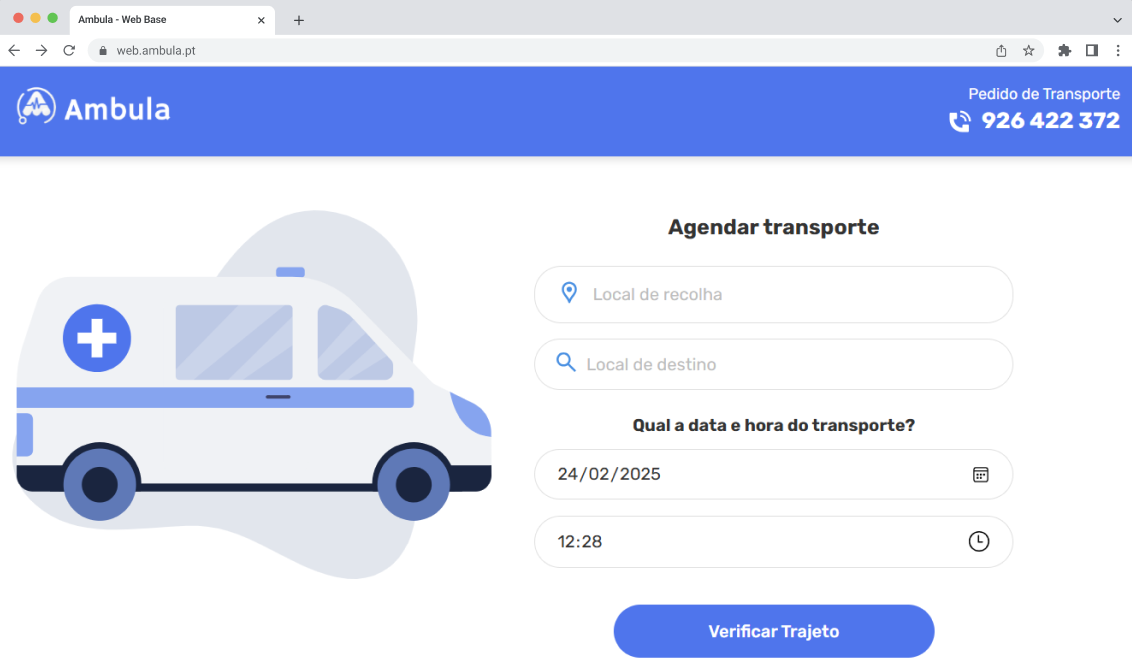 Ambula - Web Base
web.ambula.pt
Ambula
Pedido de Transporte
926 422 372
Agendar transporte
Local de recolha
Local de destino
Qual a data e hora do transporte?
24/02/2025
12:28
Verificar Trajeto